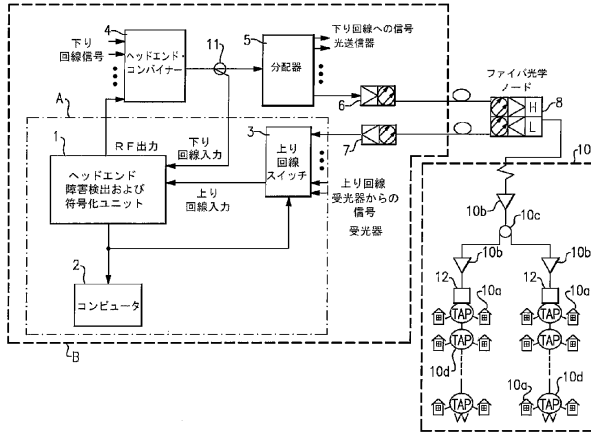 4
下り
回線信号
ヘッドエンド・
コンバイナー
11
5
分配器
下り回線への信号
光送信器
6
ファイバ光学
ノード
H
L
8
7
A
1
RF出力
下り
回線入力
3
上り
回線
スイッチ
ヘッドエンド
障害検出および
符号化ユニット
上り
回線入力
上り回線
受光器からの
信号
受光器
2
コンピュータ
B
10
10b
10c
10b
10b
12
10a
12
10a
TAP
TAP
TAP
TAP
10d
10a
10d
TAP
TAP